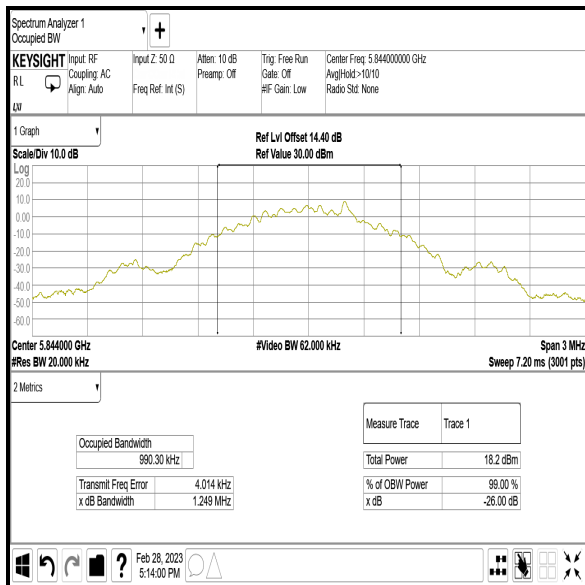 Spectrum Analyzer 1
Occupied BW
▼
+
KEYSIGHT
R L
LXI
Input: RF
Coupling: AC
Align: Auto
Input Z: 50 Ω
Freq Ref: Int (S)
Atten: 10 dB
Preamp: Off
Trig: Free Run
Gate: Off
#IF Gain: Low
Center Freq: 5.844000000 GHz
Avg|Hold:>10/10
Radio Std: None
1 Graph
▼
Scale/Div 10.0 dB
Ref Lvl Offset 14.40 dB
Ref Value 30.00 dBm
Log
20.0
10.0
0.00
-10.0
-20.0
-30.0
-40.0
-50.0
-60.0
Center 5.844000 GHz
#Video BW 62.000 kHz
Span 3 MHz
#Res BW 20.000 kHz
Sweep 7.20 ms (3001 pts)
2 Metrics
▼
Occupied Bandwidth
990.30 kHz
Transmit Freq Error 4.014 kHz
x dB Bandwidth 1.249 MHz
Measure Trace Trace 1
Total Power 18.2 dBm
% of OBW Power 99.00 %
x dB -26.00 dB
?
Feb 28, 2023
5:14:00 PM